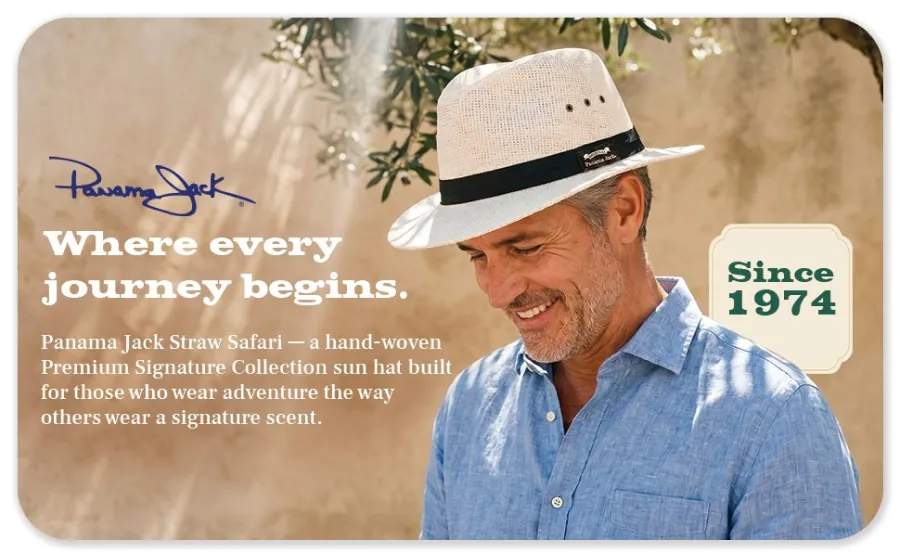 Panama Jack®
Where every
journey begins.
Panama Jack Straw Safari — a hand-woven
Premium Signature Collection sun hat built
for those who wear adventure the way
others wear a signature scent.
Since
1974
Panama Jack®